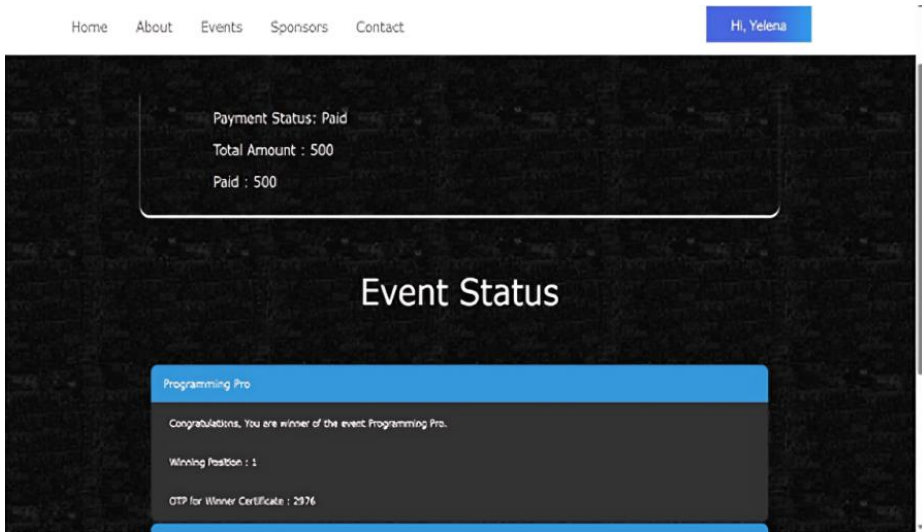 Home About Events Sponsors Contact Hi, Yelena
Payment Status: Paid
Total Amount : 500
Paid : 500
Event Status
Programming Pro
Congratulations, You are winner of the event Programming Pro.
Winning Position : 1
OTP for Winner Certificate : 2976